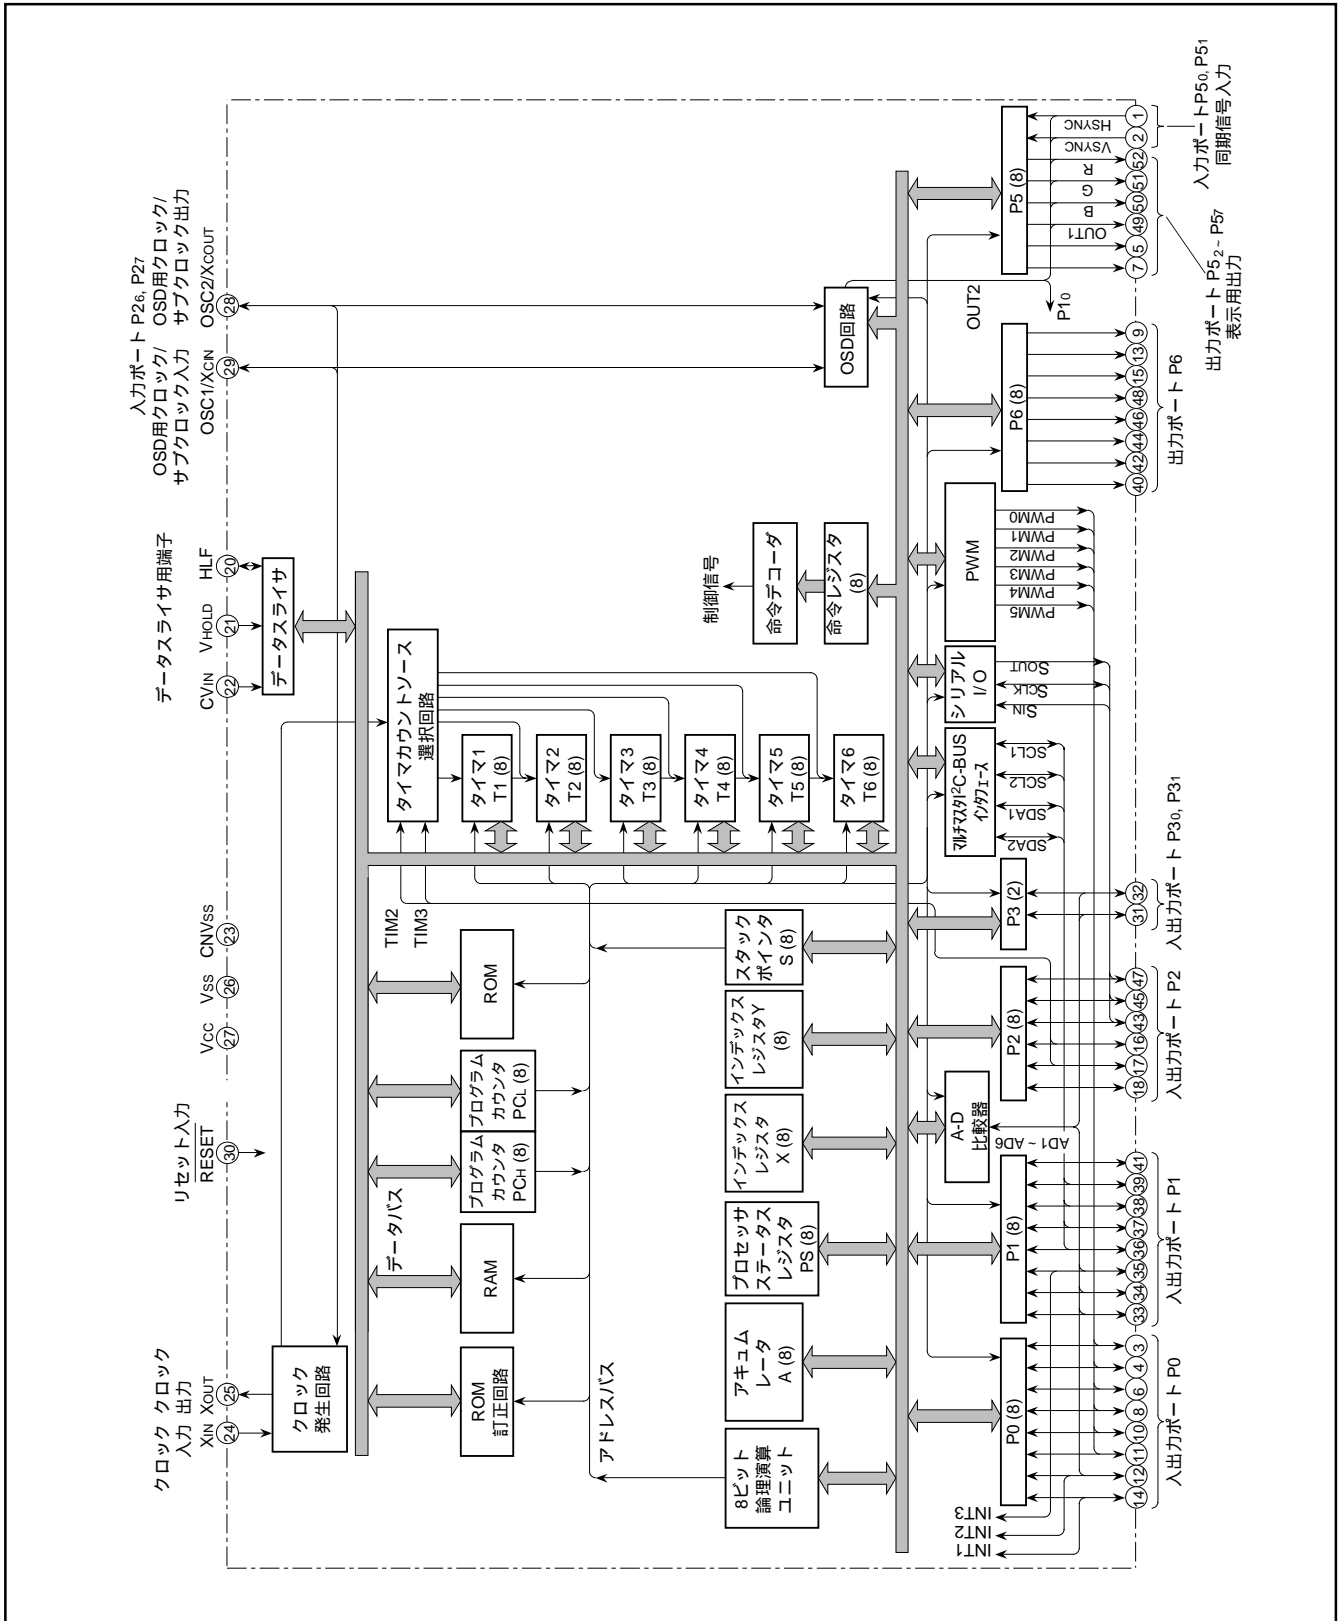 クロック クロック
入力 出力
XIN XOUT
24
25
リセット入力
RESET
30
VCC
27
VSS
26
CNVSS
23
データスライサ用端子
CVIN
VHOLD
HLF
22
21
20
入力ポート P26, P27
OSD用クロック/
サブクロック入力
OSC1/XCIN
29
OSD用クロック/
サブクロック出力
OSC2/XCOUT
28
クロック
発生回路
データスライサ
データバス
ROM
訂正回路
RAM
プログラム
カウンタ
PCH (8)
プログラム
カウンタ
PCL (8)
ROM
TIM2
TIM3
タイマカウントソース
選択回路
タイマ1
T1 (8)
タイマ2
T2 (8)
タイマ3
T3 (8)
タイマ4
T4 (8)
タイマ5
T5 (8)
タイマ6
T6 (8)
アドレスバス
8ビット
論理演算
ユニット
アキュム
レータ
A (8)
プロセッサ
ステータス
レジスタ
PS (8)
インデックス
レジスタ
X (8)
インデックス
レジスタY
(8)
スタック
ポインタ
S (8)
制御信号
命令デコーダ
命令レジスタ
(8)
OSD回路
INT1
INT2
INT3
P0 (8)
P1 (8)
A-D
比較器
AD1 ~ AD6
P2 (8)
P3 (2)
マルチマスタI²C-BUS
インタフェース
SDA2
SDA1
SCL2
SCL1
シリアル
I/O
SIN
SCLK
SOUT
PWM
PWM5
PWM4
PWM3
PWM2
PWM1
PWM0
P6 (8)
OUT2
P10
P5 (8)
OUT1
B
G
R
VSYNC
HSYNC
14 12 11 10 8 6 4 3
入出力ポート P0
33 34 35 36 37 38 39 41
入出力ポート P1
18 17 16 43 45 47
入出力ポート P2
31 32
入出力ポート P30, P31
40 42 44 46 48 15 13 9
出力ポート P6
7 5 49 50 51 52 2 1
出力ポート P52~ P57
表示用出力
入力ポートP50, P51
同期信号入力